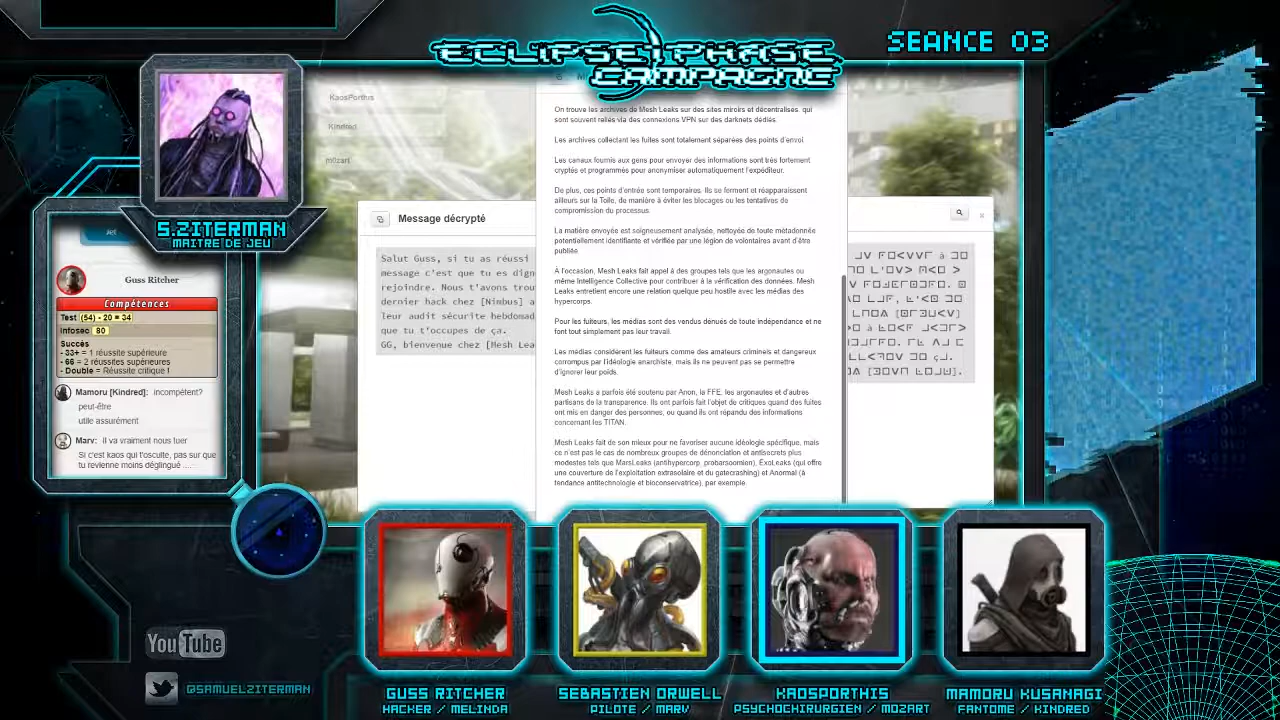 ECLIPSE PHASE
CAMPAGNE
SEANCE 03
S.ZITERMAN
MAITRE DE JEU
KaosPorthis
Kindred
m0zart
On trouve les archives de Mesh Leaks sur des sites miroirs et décentralisés, qui
sont souvent reliés via des connexions VPN sur des darknets dédiés.
Les archives collectant les fuites sont totalement séparées des points d'envoi.
Les canaux fournis aux gens pour envoyer des informations sont très fortement
cryptés et programmés pour anonymiser automatiquement l'expéditeur.
De plus, ces points d'entrée sont temporaires. Ils se ferment et réapparaissent
ailleurs sur la Toile, de manière à éviter les blocages ou les tentatives de
compromission du processus.
La matière envoyée est soigneusement analysée, nettoyée de toute métadonnée
potentiellement identifiante et vérifiée par une légion de volontaires avant d'être
publiée.
À l'occasion, Mesh Leaks fait appel à des groupes tels que les argonautes ou
même Intelligence Collective pour contribuer à la vérification des données. Mesh
Leaks entretient encore une relation quelque peu hostile avec les médias des
hypercorps.
Pour les fuiteurs, les médias sont des vendus dénués de toute indépendance et ne
font tout simplement pas leur travail.
Les médias considèrent les fuiteurs comme des amateurs criminels et dangereux
corrompus par l'idéologie anarchiste, mais ils ne peuvent pas se permettre
d'ignorer leur poids.
Mesh Leaks a parfois été soutenu par Anon, la FFE, les argonautes et d'autres
partisans de la transparence. Ils ont parfois fait l'objet de critiques quand des fuites
ont mis en danger des personnes, ou quand ils ont répandu des informations
concernant les TITAN.
Mesh Leaks fait de son mieux pour ne favoriser aucune idéologie spécifique, mais
ce n'est pas le cas de nombreux groupes de dénonciation et antisecrets plus
modestes tels que MarsLeaks (antihypercorp, probarsoomien), ExoLeaks (qui offre
une couverture de l'exploitation extrasolaire et du gatecrashing) et Anormal (à
tendance antitechnologie et bioconservatrice), par exemple.
Message décrypté
Salut Guss, si tu as réussi
message c'est que tu es dign
rejoindre. Nous t'avons trou
dernier hack chez [Nimbus] a
leur audit sécurité hebdomad
que tu t'occupes de ça.
GG, bienvenue chez [Mesh Lea
Jet
Guss Ritcher
Compétences
Test (54) - 20 = 34
Infosec 80
Succès
- 33+ = 1 réussite supérieure
- 66 = 2 réussites supérieures
- Double = Réussite critique !
Mamoru [Kindred]: incompétent?
peut-être
utile assurément
Marv: Il va vraiment nous tuer
Si c'est kaos qui t'osculte, pas sur que
tu revienne moins déglingué ....
YouTube
@SAMUELZITERMAN
GUSS RITCHER
HACKER / MELINDA
SEBASTIEN ORWELL
PILOTE / MARV
KAOSPORTHIS
PSYCHOCHIRURGIEN / MOZART
MAMORU KUSANAGI
FANTOME / KINDRED